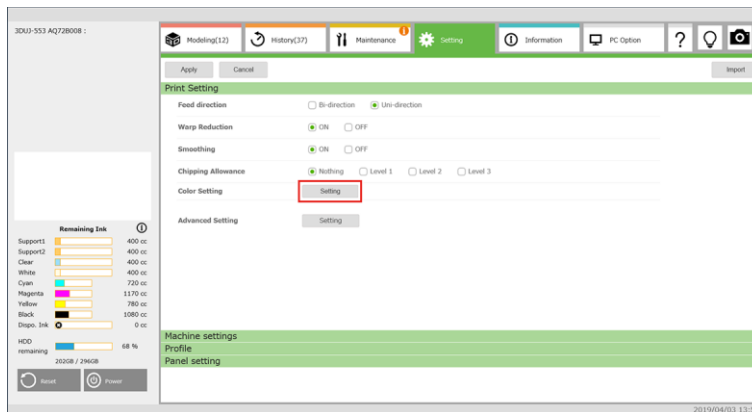 3DUJ-553 AQ72B008 :
Modeling(12)
History(37)
Maintenance
Setting
Information
PC Option
?
Apply
Cancel
Import
Print Setting
Feed direction
Bi-direction
Uni-direction
Warp Reduction
ON
OFF
Smoothing
ON
OFF
Chipping Allowance
Nothing
Level 1
Level 2
Level 3
Color Setting
Setting
Advanced Setting
Setting
Remaining Ink
Support1 400 cc
Support2 400 cc
Clear 400 cc
White 400 cc
Cyan 720 cc
Magenta 1170 cc
Yellow 780 cc
Black 1080 cc
Dispo. Ink 0 cc
HDD
remaining 68 %
202GB / 296GB
Reset
Power
Machine settings
Profile
Panel setting
2019/04/03